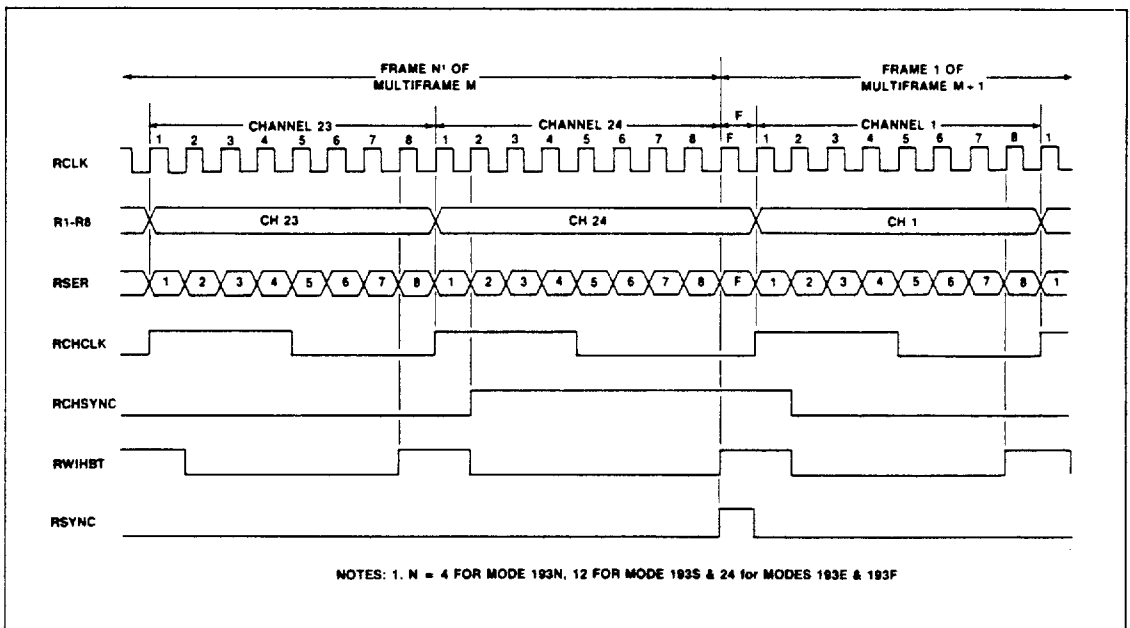 FRAME N¹ OF
MULTIFRAME M
FRAME 1 OF
MULTIFRAME M + 1
F
CHANNEL 23
CHANNEL 24
CHANNEL 1
1 2 3 4 5 6 7 8 1 2 3 4 5 6 7 8 F 1 2 3 4 5 6 7 8 1
RCLK
R1-R8 CH 23 CH 24 CH 1
RSER 1 2 3 4 5 6 7 8 1 2 3 4 5 6 7 8 F 1 2 3 4 5 6 7 8 1
RCHCLK
RCHSYNC
RWIHBT
RSYNC
NOTES: 1. N = 4 FOR MODE 193N, 12 FOR MODE 193S & 24 for MODES 193E & 193F